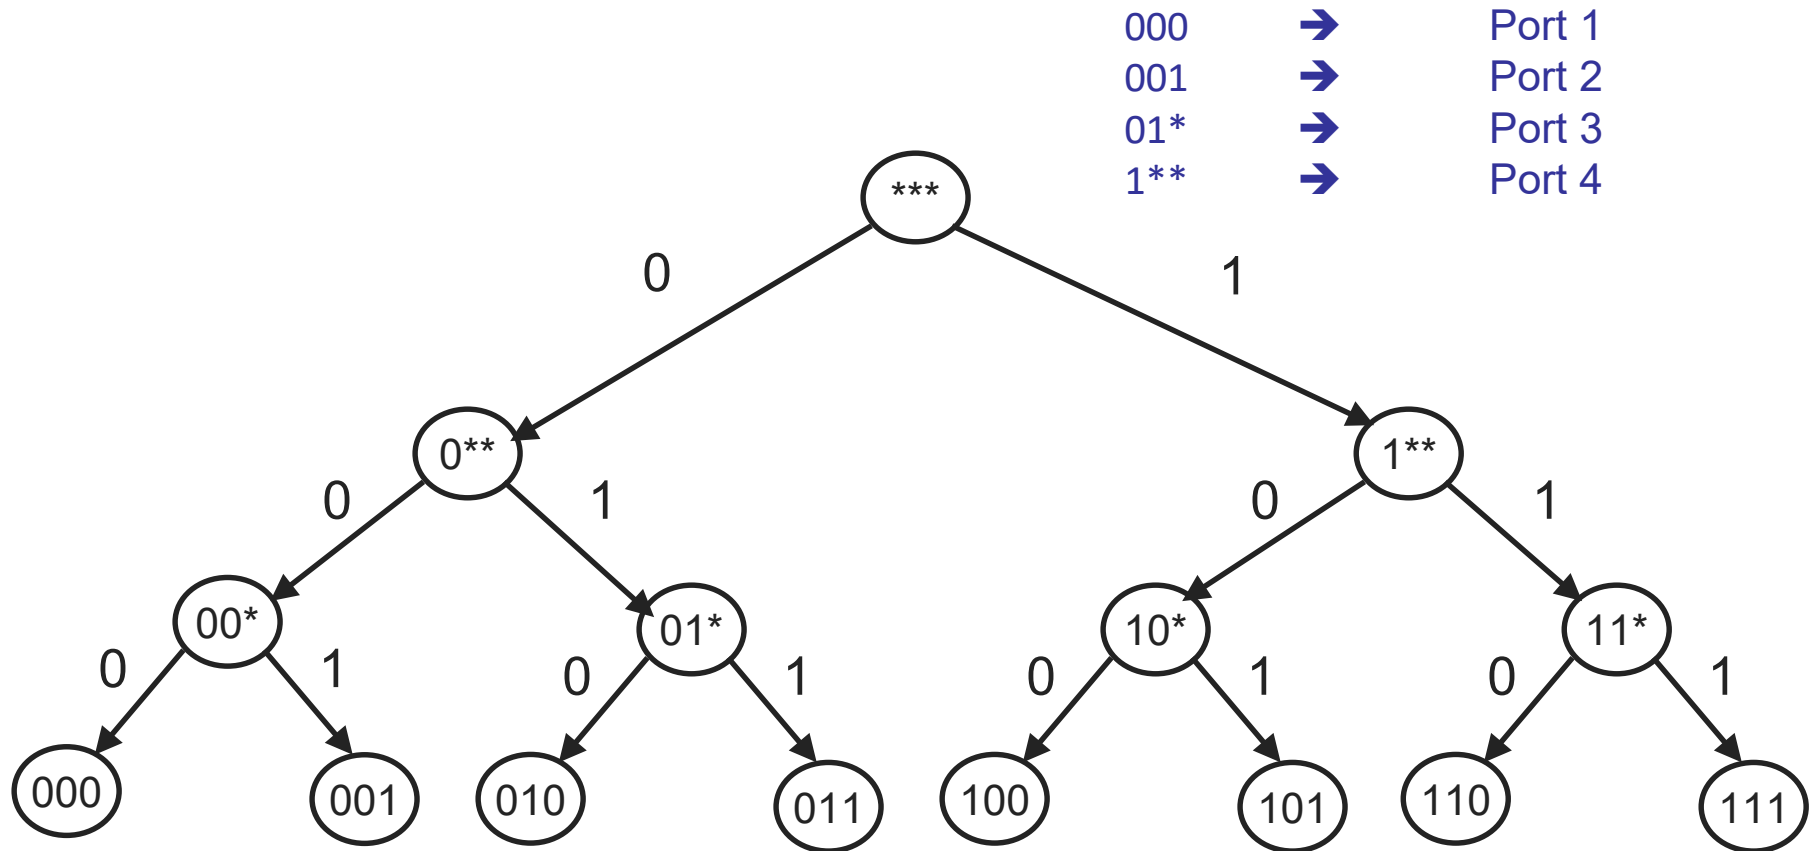 000 ➔ Port 1
001 ➔ Port 2
01* ➔ Port 3
1** ➔ Port 4
***
0 1
0** 1**
0 1 0 1
00* 01* 10* 11*
0 1 0 1 0 1 0 1
000 001 010 011 100 101 110 111